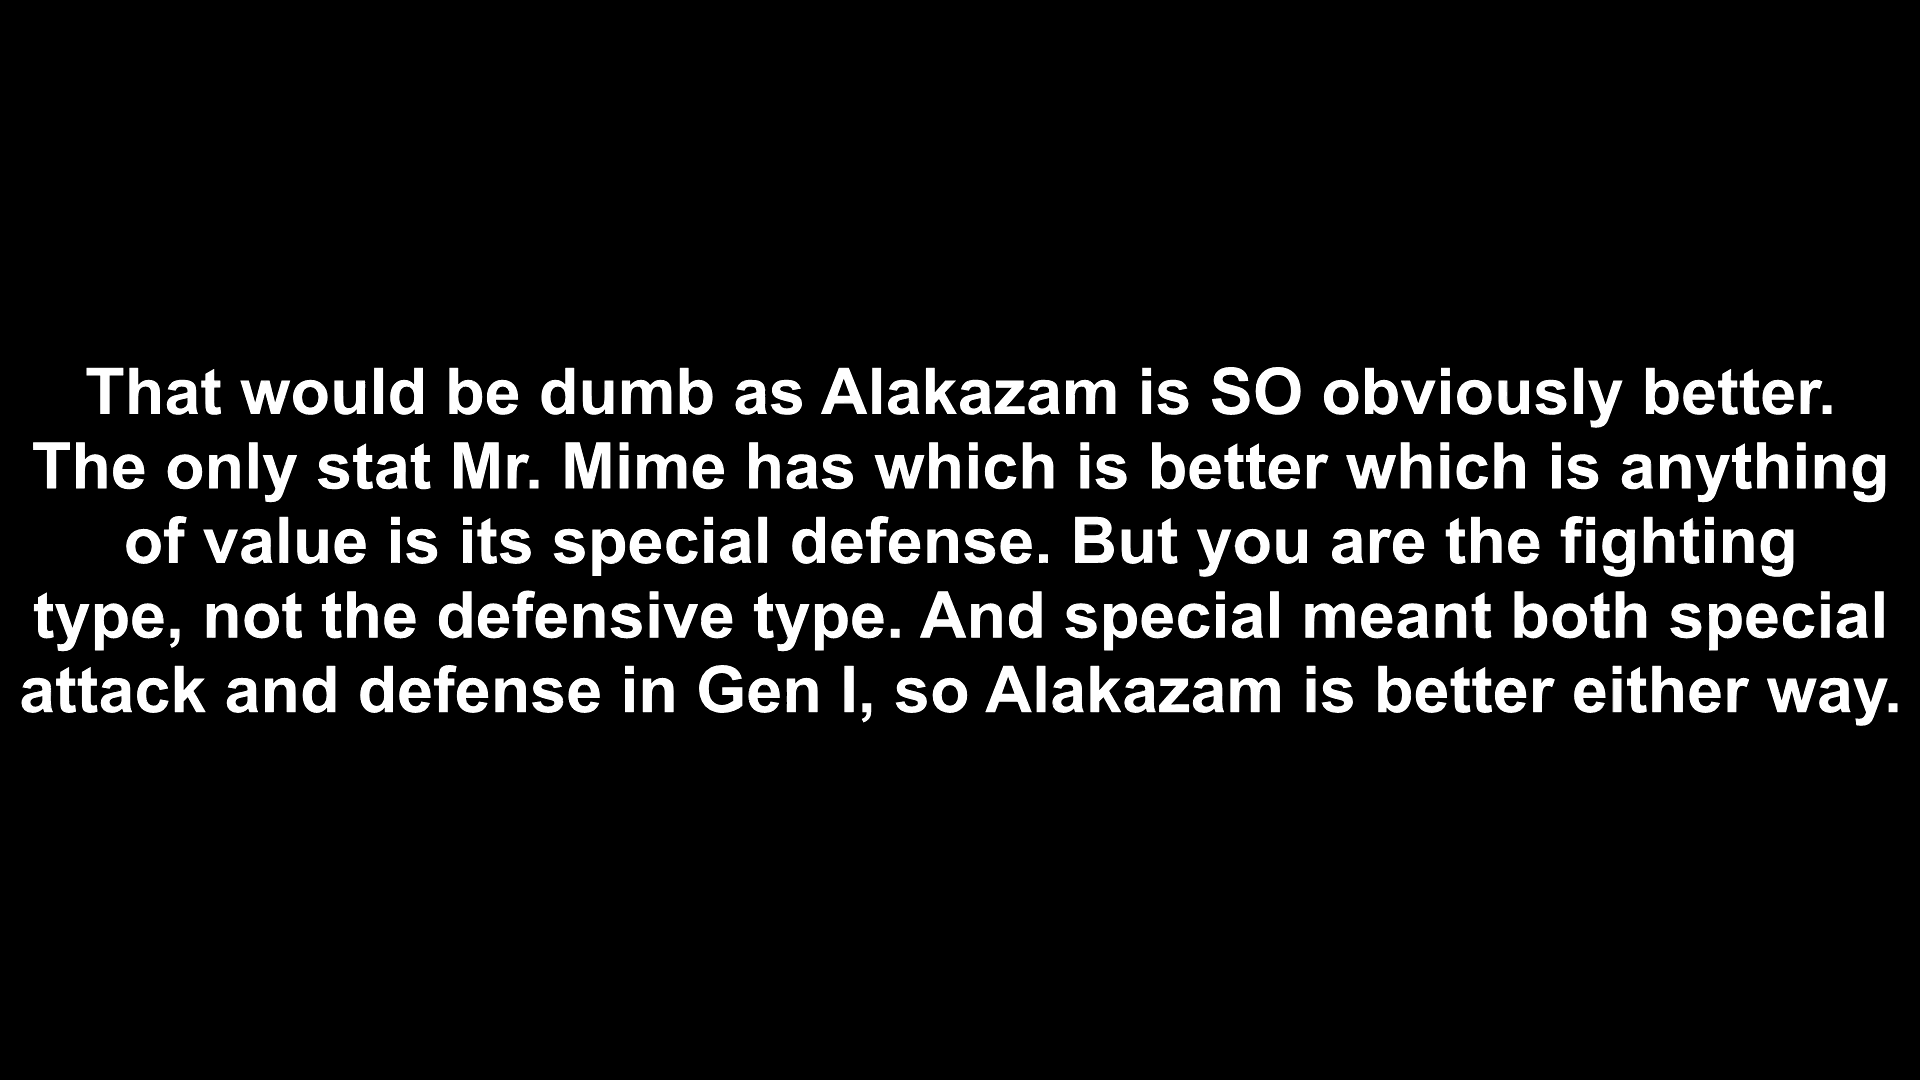 That would be dumb as Alakazam is SO obviously better.
The only stat Mr. Mime has which is better which is anything
of value is its special defense. But you are the fighting
type, not the defensive type. And special meant both special
attack and defense in Gen I, so Alakazam is better either way.